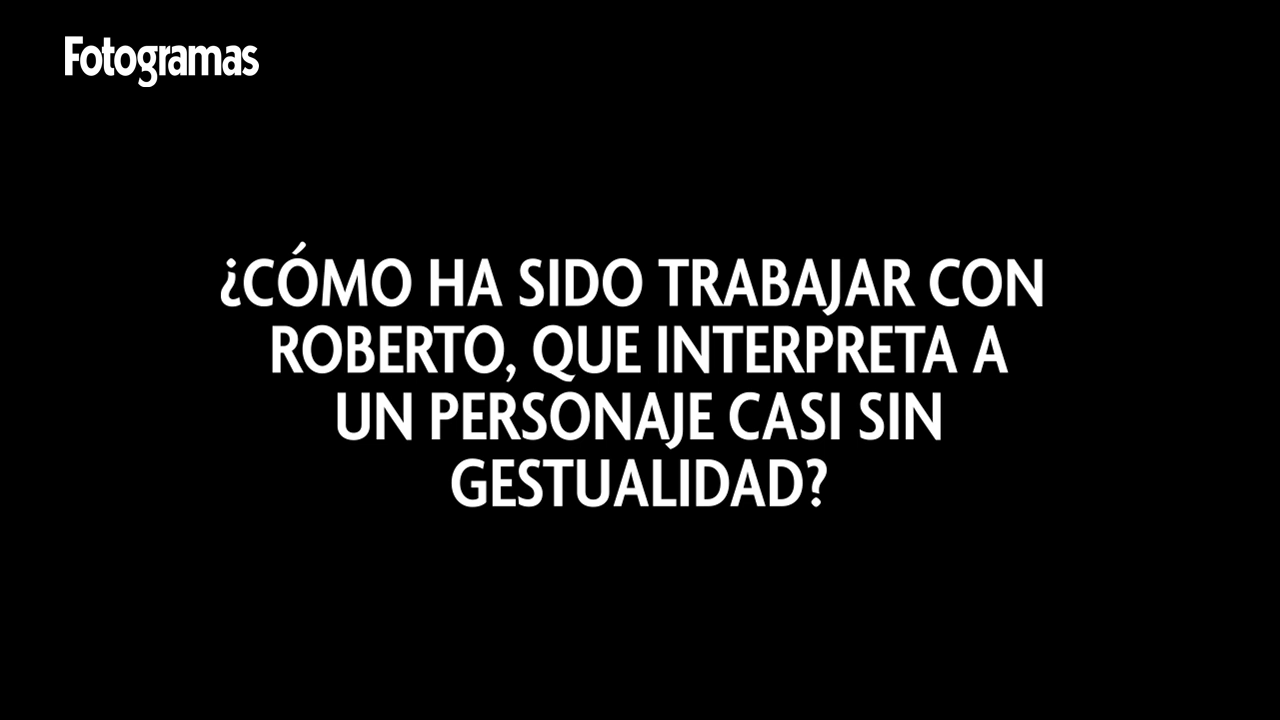 Fotogramas
¿CÓMO HA SIDO TRABAJAR CON
ROBERTO, QUE INTERPRETA A
UN PERSONAJE CASI SIN
GESTUALIDAD?